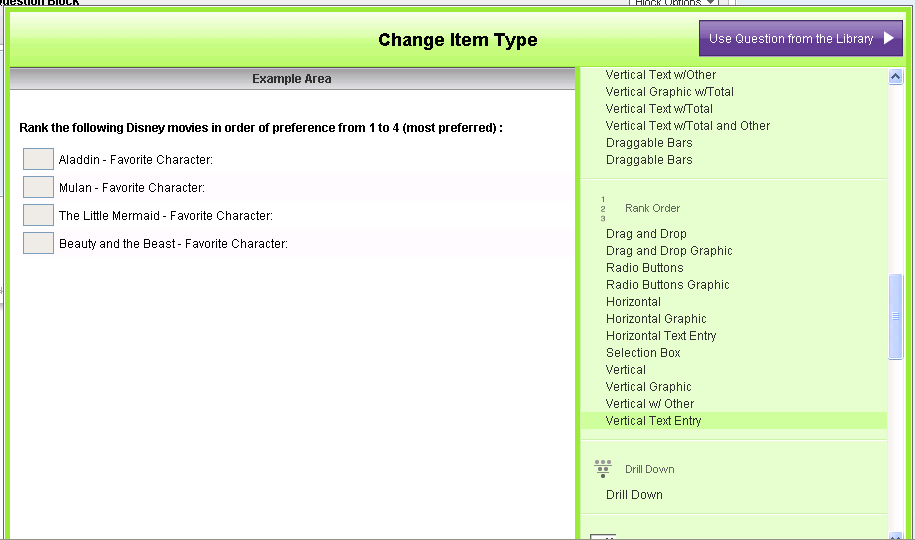 Question Block
Block Options
Change Item Type
Use Question from the Library
Example Area
Rank the following Disney movies in order of preference from 1 to 4 (most preferred) :
Aladdin - Favorite Character:
Mulan - Favorite Character:
The Little Mermaid - Favorite Character:
Beauty and the Beast - Favorite Character:
Vertical Text w/Other
Vertical Graphic w/Total
Vertical Text w/Total
Vertical Text w/Total and Other
Draggable Bars
Draggable Bars
1
2
3
Rank Order
Drag and Drop
Drag and Drop Graphic
Radio Buttons
Radio Buttons Graphic
Horizontal
Horizontal Graphic
Horizontal Text Entry
Selection Box
Vertical
Vertical Graphic
Vertical w/ Other
Vertical Text Entry
Drill Down
Drill Down